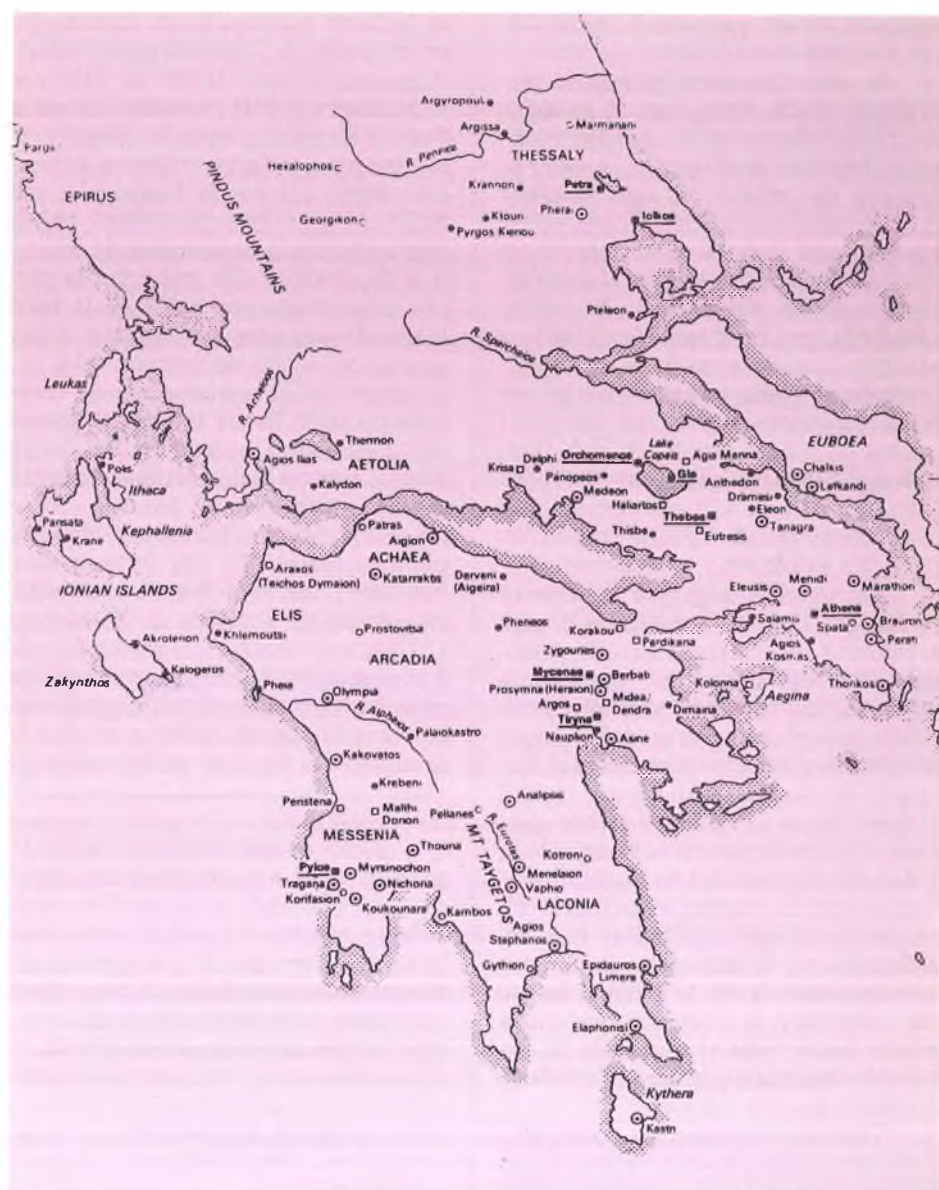 Argyropouli
Argissa
Marmariani
R. Peneios
THESSALY
Hexalophos
Parga
EPIRUS
PINDUS MOUNTAINS
Krannon
Petra
Pherai
Georgikon
Ktouri
Iolkos
Pyrgos Kieriou
Pteleon
R. Spercheios
Leukas
R. Acheloos
Thermon
Agios Ilias
AETOLIA
Kalydon
EUBOEA
Lake
Copais
Agia Marina
Orchomenos
Delphi
Krisa
Gla
Panopeos
Anthedon
Chalkis
Lefkandi
Medeon
Dramesi
Haliartos
Eleon
Thebes
Tanagra
Thisbe
Eutresis
Polis
Ithaca
Kephallenia
Krane
IONIAN ISLANDS
Patras
Aigion
ACHAEA
Araxos
(Teichos Dymaion)
Katarraktis
Derveni
(Aigeira)
ELIS
Eleusis
Menidi
Marathon
Athens
Salamis
Spata
Brauron
Perati
Agios
Kosmas
Thorikos
Khlemoutsi
Prostovitsa
Pheneos
Korakou
Perdikaria
Akroterion
Kalogeros
Zakynthos
ARCADIA
Zygouries
Mycenae
Berbati
Prosymna (Heraion)
Kolonna
Aegina
Argos
Midea/
Dendra
Dimaina
Tiryns
Nauplion
Asine
Pheia
Olympia
R. Alpheios
Palaiokastro
Kakovatos
Krebeni
Peristeria
Malthi
Dorion
Pellanes
Analipsis
MESSENIA
R. Eurotas
MT TAYGETOS
Thouria
Kotroni
Menelaion
Pylos
Myrsinochori
Vaphio
Tragana
Nichoria
Korifasion
Koukounara
Kambos
LACONIA
Agios
Stephanos
Gythion
Epidauros
Limera
Elaphonisi
Kythera
Kastri